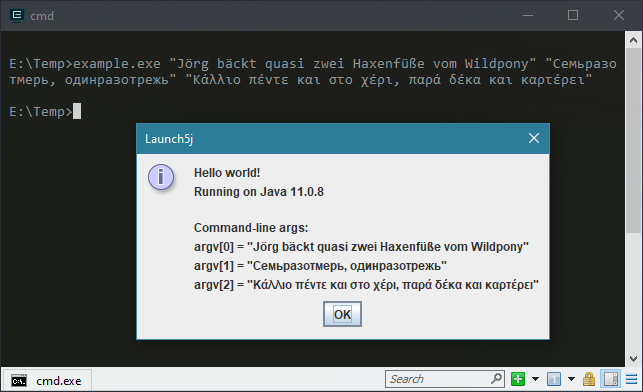 cmd
E:\Temp>example.exe "Jörg bäckt quasi zwei Haxenfüße vom Wildpony" "Семьразо
тмерь, одинразотрежь" "Κάλλιο πέντε και στο χέρι, παρά δέκα και καρτέρει"
E:\Temp>
Launch5j
Hello world!
Running on Java 11.0.8
Command-line args:
argv[0] = "Jörg bäckt quasi zwei Haxenfüße vom Wildpony"
argv[1] = "Семьразотмерь, одинразотрежь"
argv[2] = "Κάλλιο πέντε και στο χέρι, παρά δέκα και καρτέρει"
OK
C:\.
cmd.exe
Search